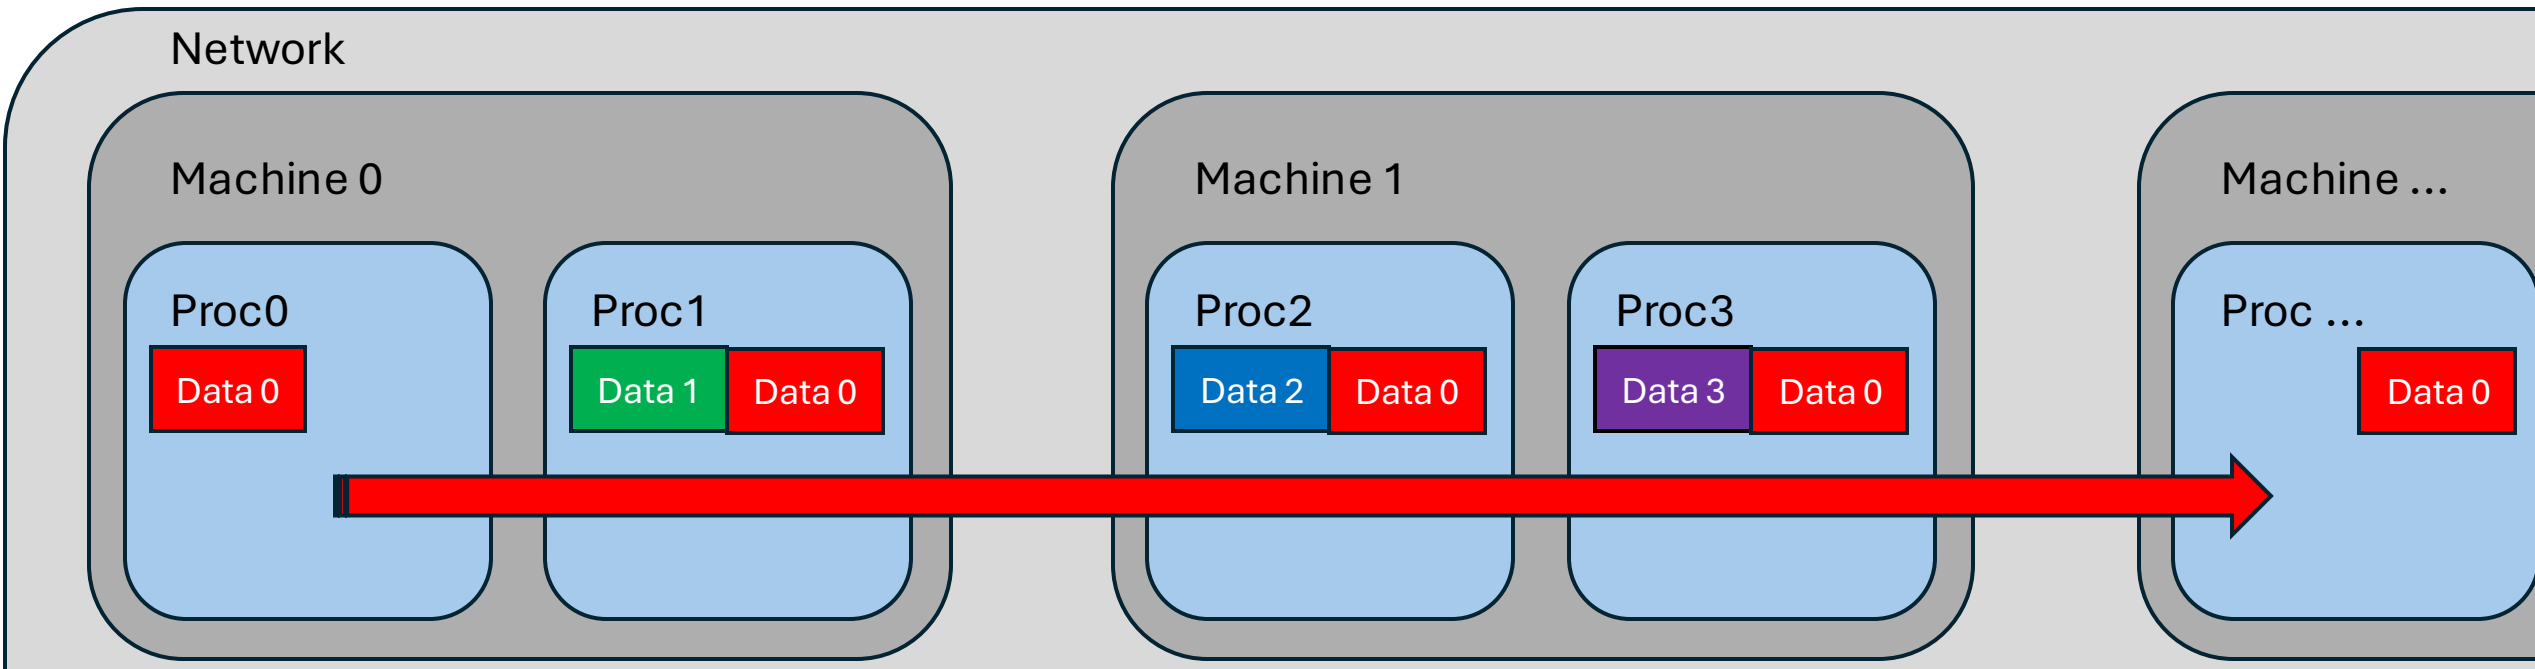 Network
Machine 0
Machine 1
Machine ...
Proc0
Proc1
Proc2
Proc3
Proc ...
Data 0
Data 1
Data 0
Data 2
Data 0
Data 3
Data 0
Data 0